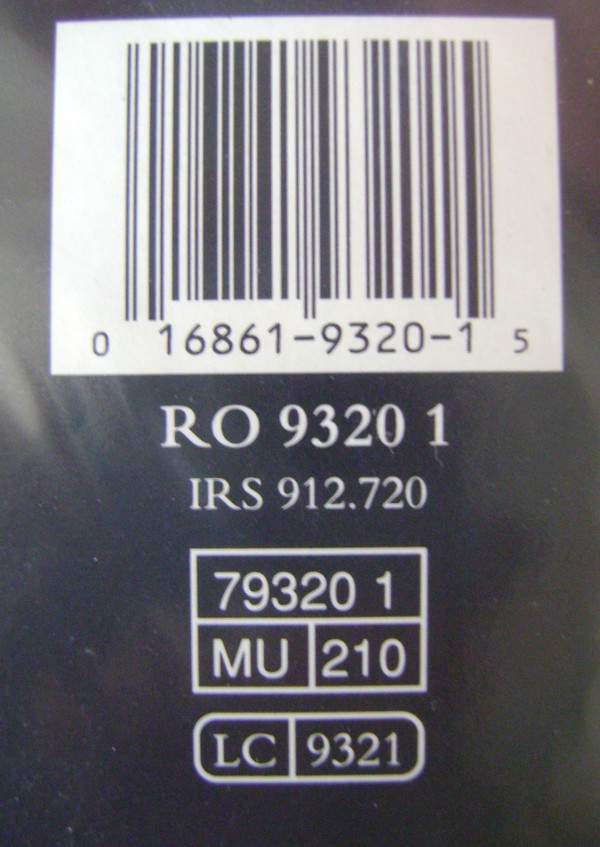 0 16861-9320-1 5
RO 9320 1
IRS 912.720
79320 1
MU 210
LC 9321